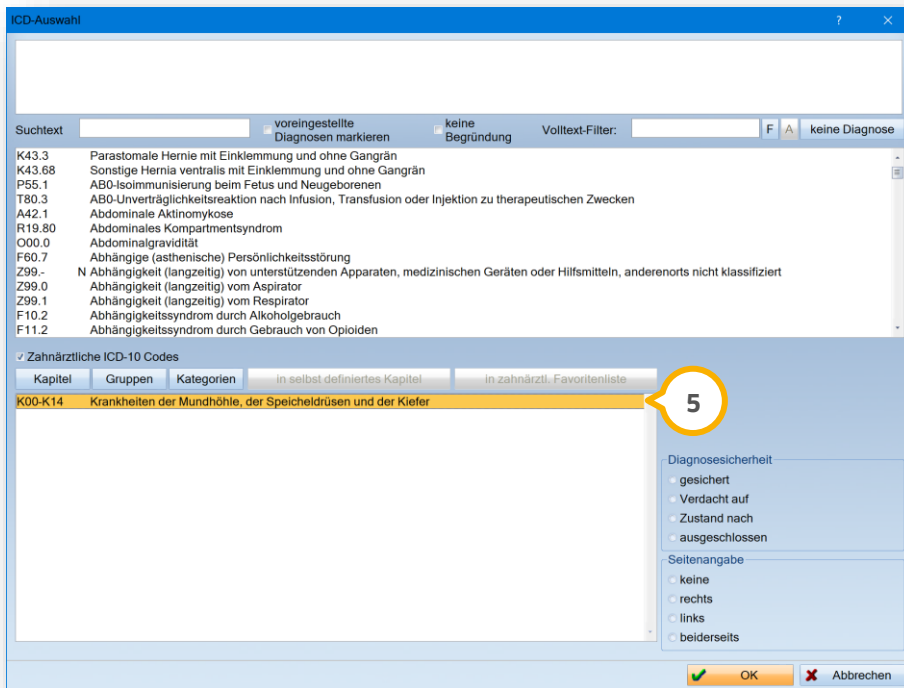 ICD-Auswahl ? ×
Suchtext voreingestellte Diagnosen markieren keine Begründung Volltext-Filter: F A keine Diagnose
K43.3 Parastomale Hernie mit Einklemmung und ohne Gangrän
K43.68 Sonstige Hernia ventralis mit Einklemmung und ohne Gangrän
P55.1 AB0-Isoimmunisierung beim Fetus und Neugeborenen
T80.3 AB0-Unverträglichkeitsreaktion nach Infusion, Transfusion oder Injektion zu therapeutischen Zwecken
A42.1 Abdominale Aktinomykose
R19.80 Abdominales Kompartmentsyndrom
O00.0 Abdominalgravidität
F60.7 Abhängige (asthenische) Persönlichkeitsstörung
Z99.- N Abhängigkeit (langzeitig) von unterstützenden Apparaten, medizinischen Geräten oder Hilfsmitteln, anderenorts nicht klassifiziert
Z99.0 Abhängigkeit (langzeitig) vom Aspirator
Z99.1 Abhängigkeit (langzeitig) vom Respirator
F10.2 Abhängigkeitssyndrom durch Alkoholgebrauch
F11.2 Abhängigkeitssyndrom durch Gebrauch von Opioiden
Zahnärztliche ICD-10 Codes
Kapitel Gruppen Kategorien in selbst definiertes Kapitel in zahnärztl. Favoritenliste
K00-K14 Krankheiten der Mundhöhle, der Speicheldrüsen und der Kiefer
5
Diagnosesicherheit
gesichert
Verdacht auf
Zustand nach
ausgeschlossen
Seitenangabe
keine
rechts
links
beiderseits
OK Abbrechen